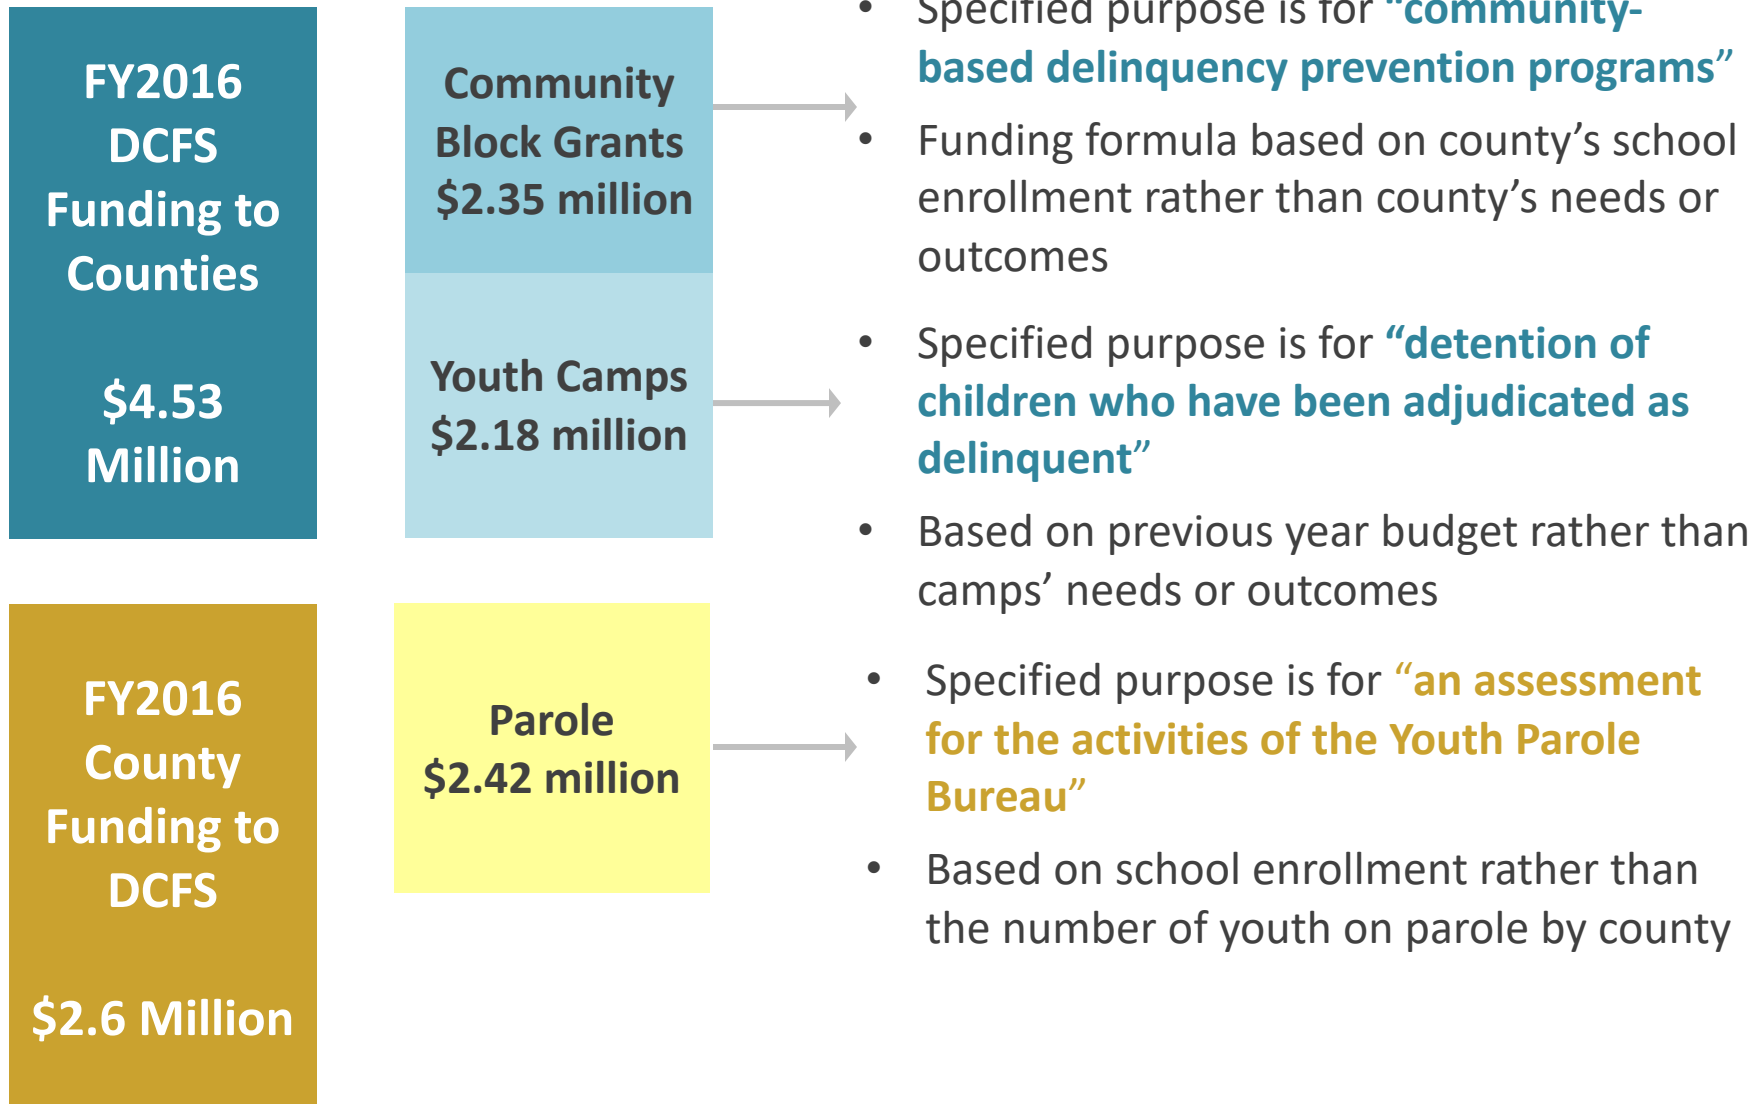 FY2016
DCFS
Funding to
Counties
$4.53
Million
Community
Block Grants
$2.35 million
• Specified purpose is for “community-
based delinquency prevention programs”
• Funding formula based on county’s school
enrollment rather than county’s needs or
outcomes
Youth Camps
$2.18 million
• Specified purpose is for “detention of
children who have been adjudicated as
delinquent”
• Based on previous year budget rather than
camps’ needs or outcomes
FY2016
County
Funding to
DCFS
$2.6 Million
Parole
$2.42 million
• Specified purpose is for “an assessment
for the activities of the Youth Parole
Bureau”
• Based on school enrollment rather than
the number of youth on parole by county